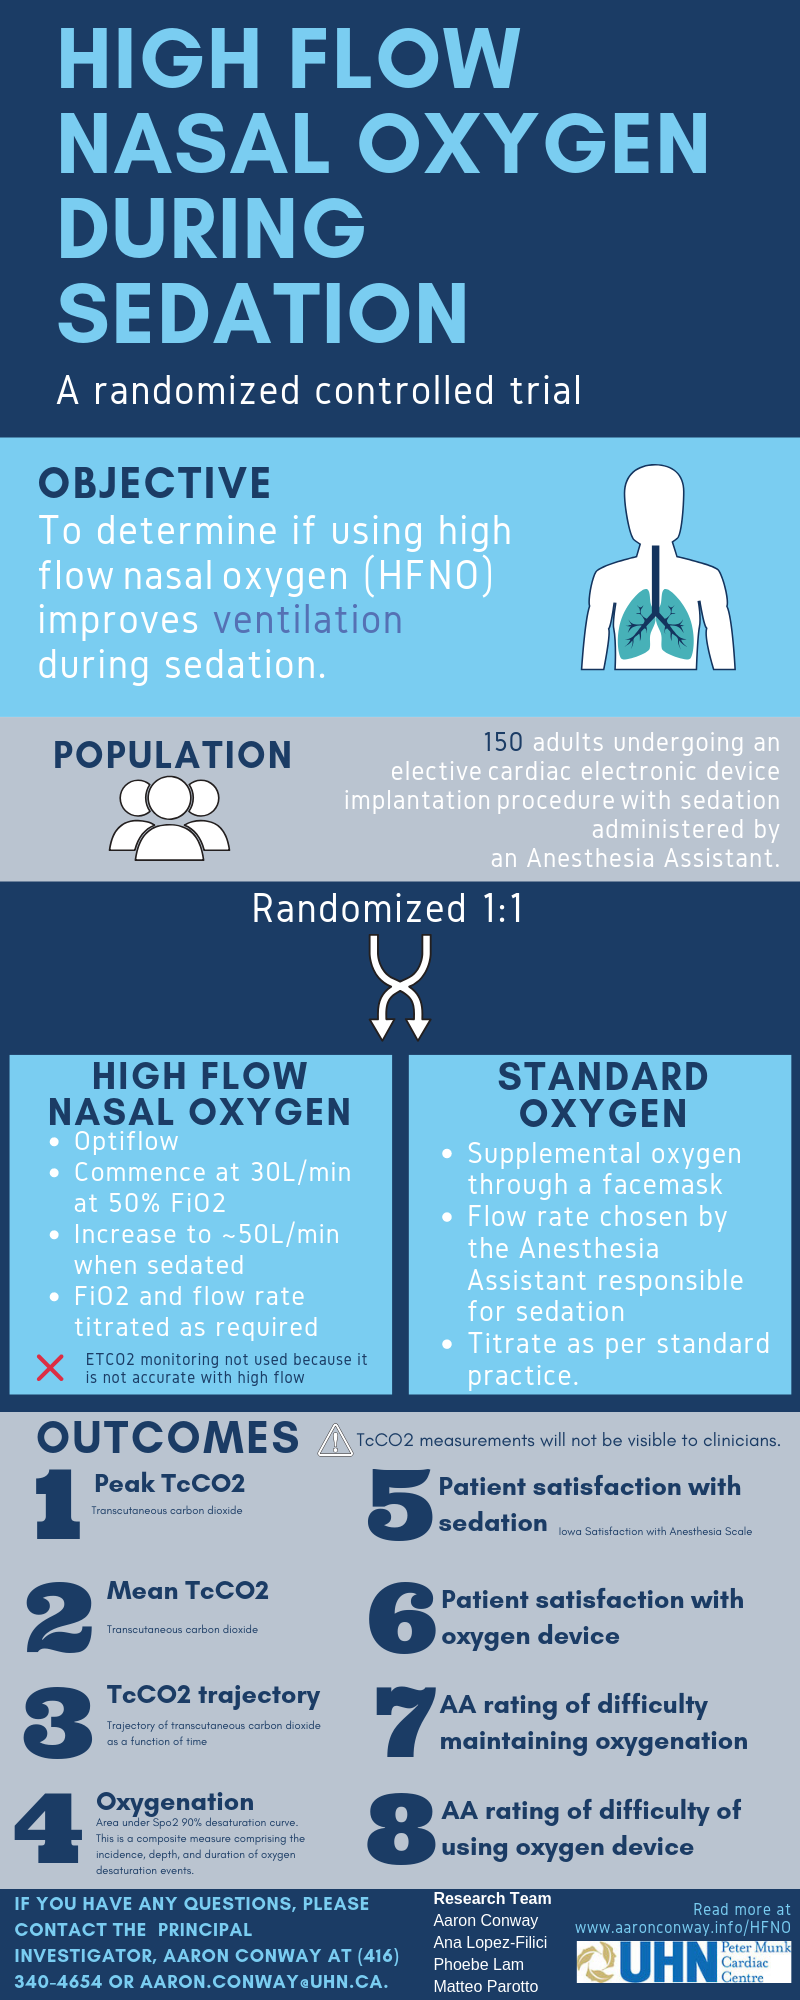 HIGH FLOW
NASAL OXYGEN
DURING
SEDATION
A randomized controlled trial
OBJECTIVE
To determine if using high
flow nasal oxygen (HFNO)
improves ventilation
during sedation.
POPULATION
150 adults undergoing an
elective cardiac electronic device
implantation procedure with sedation
administered by
an Anesthesia Assistant.
Randomized 1:1
HIGH FLOW
NASAL OXYGEN
• Optiflow
• Commence at 30L/min
at 50% FiO2
• Increase to ~50L/min
when sedated
• FiO2 and flow rate
titrated as required
ETCO2 monitoring not used because it
is not accurate with high flow
STANDARD
OXYGEN
• Supplemental oxygen
through a facemask
• Flow rate chosen by
the Anesthesia
Assistant responsible
for sedation
• Titrate as per standard
practice.
OUTCOMES
TcCO2 measurements will not be visible to clinicians.
1 Peak TcCO2
Transcutaneous carbon dioxide
2 Mean TcCO2
Transcutaneous carbon dioxide
3 TcCO2 trajectory
Trajectory of transcutaneous carbon dioxide
as a function of time
4 Oxygenation
Area under Spo2 90% desaturation curve.
This is a composite measure comprising the
incidence, depth, and duration of oxygen
desaturation events.
5 Patient satisfaction with
sedation Iowa Satisfaction with Anesthesia Scale
6 Patient satisfaction with
oxygen device
7 AA rating of difficulty
maintaining oxygenation
8 AA rating of difficulty of
using oxygen device
IF YOU HAVE ANY QUESTIONS, PLEASE
CONTACT THE PRINCIPAL
INVESTIGATOR, AARON CONWAY AT (416)
340-4654 OR AARON.CONWAY@UHN.CA.
Research Team
Aaron Conway
Ana Lopez-Filici
Phoebe Lam
Matteo Parotto
Read more at
www.aaronconway.info/HFNO
UHN
Peter Munk
Cardiac
Centre